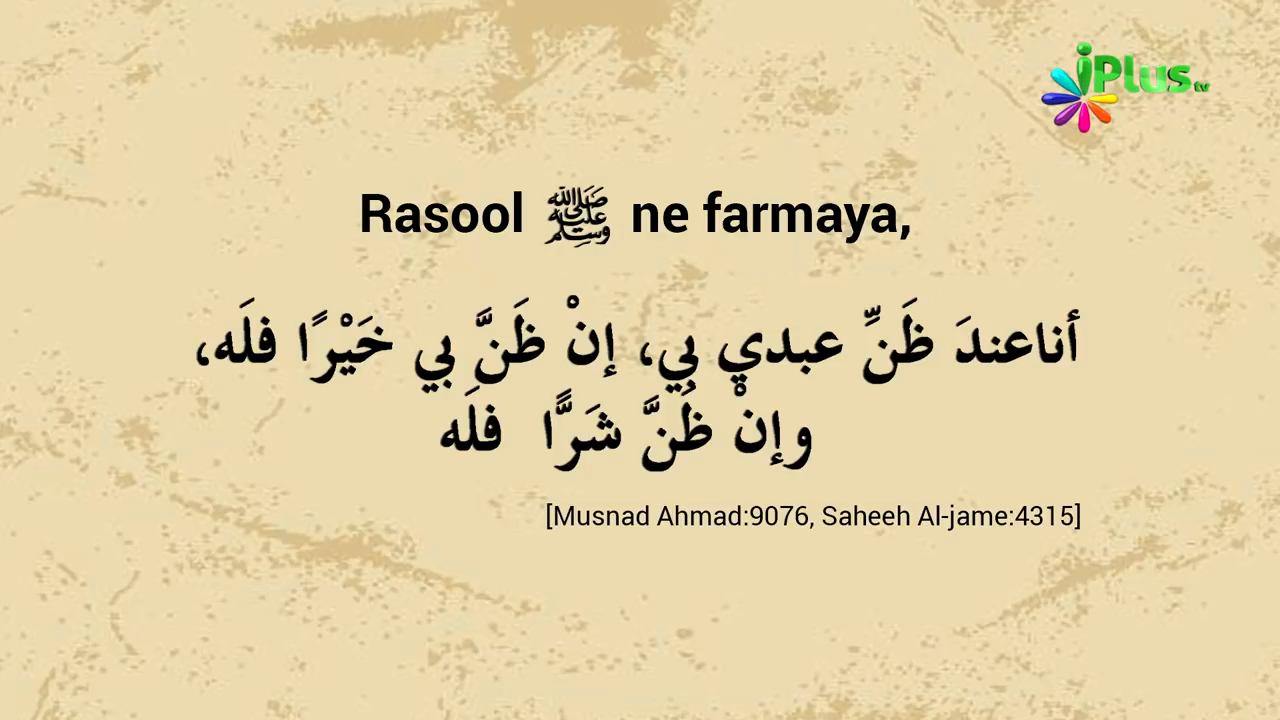 iPlus tv
Rasool ﷺ ne farmaya,
أناعندَ ظَنِّ عبدي بِي، إنْ ظَنَّ بي خَيْرًا فلَه،
وإنْ ظَنَّ شَرًّا فلَه
[Musnad Ahmad:9076, Saheeh Al-jame:4315]